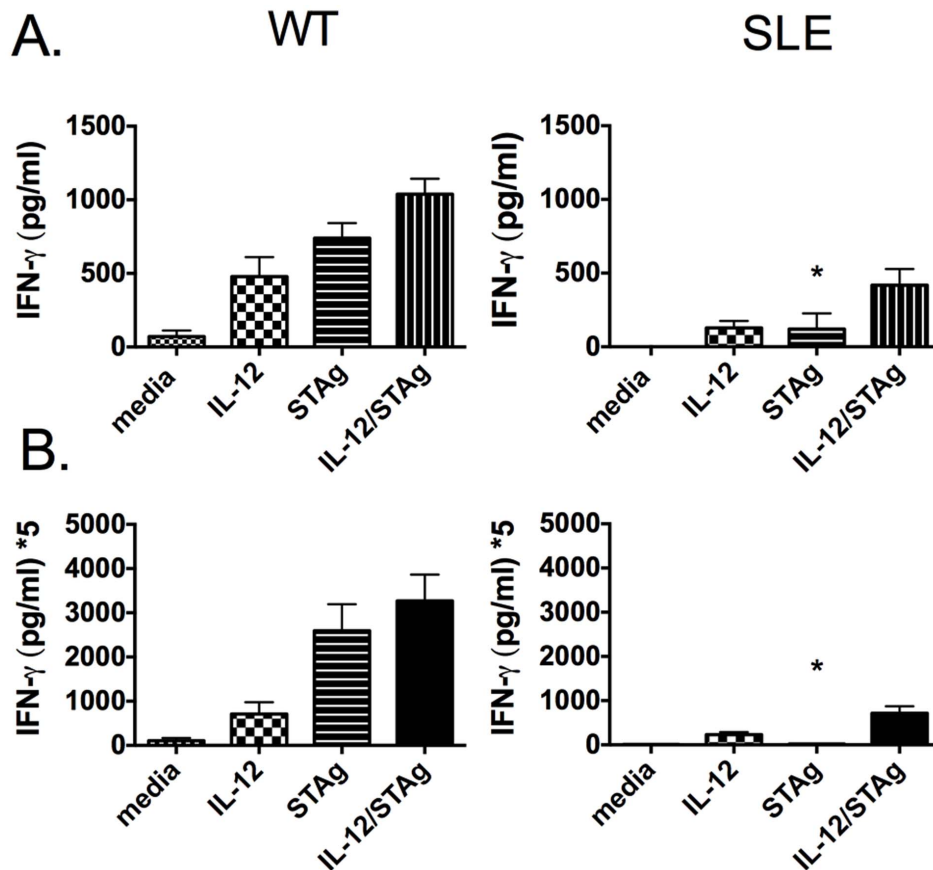 A. WT SLE
IFN-γ (pg/ml)
1500
1000
500
0
media
IL-12
STAg
IL-12/STAg
IFN-γ (pg/ml)
1500
1000
500
0
*
media
IL-12
STAg
IL-12/STAg
B.
IFN-γ (pg/ml) *5
5000
4000
3000
2000
1000
0
media
IL-12
STAg
IL-12/STAg
IFN-γ (pg/ml) *5
5000
4000
3000
2000
1000
0
*
media
IL-12
STAg
IL-12/STAg